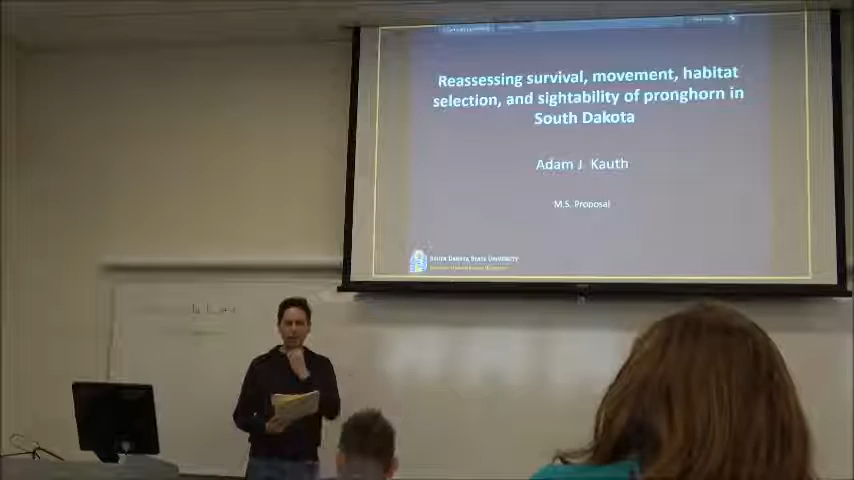 Reassessing survival, movement, habitat
selection, and sightability of pronghorn in
South Dakota
Adam J Kauth
M.S. Proposal
SOUTH DAKOTA STATE UNIVERSITY